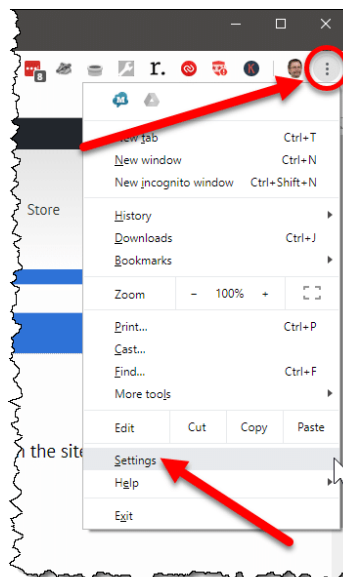 8
r.
New tab Ctrl+T
New window Ctrl+N
New incognito window Ctrl+Shift+N
Store
History
Downloads Ctrl+J
Bookmarks
Zoom - 100% +
Print... Ctrl+P
Cast...
Find... Ctrl+F
More tools
Edit Cut Copy Paste
the site
Settings
Help
Exit